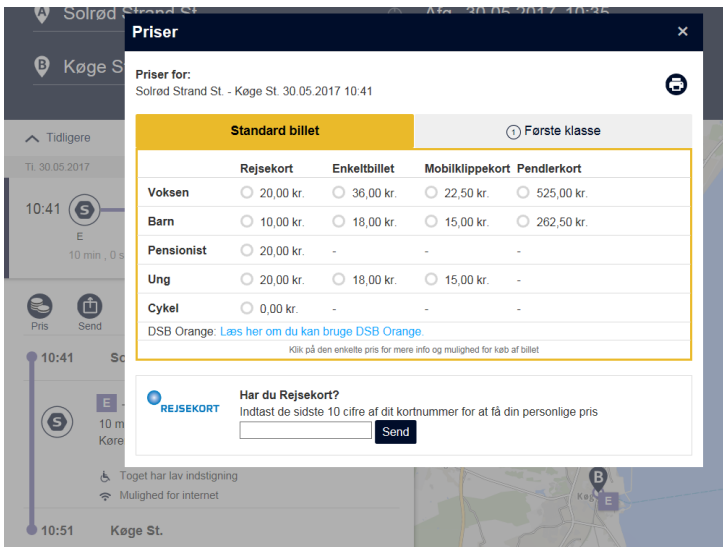 A Solrød Strand St. Afg. 30.05.2017 10:35
B Køge S
Priser ×
Priser for:
Solrød Strand St. - Køge St. 30.05.2017 10:41
Tidligere
Ti. 30.05.2017
10:41 S
E
10 min , 0 s
Pris Send
Standard billet 1 Første klasse
Rejsekort Enkeltbillet Mobilklippekort Pendlerkort
Voksen 20,00 kr. 36,00 kr. 22,50 kr. 525,00 kr.
Barn 10,00 kr. 18,00 kr. 15,00 kr. 262,50 kr.
Pensionist 20,00 kr. - - -
Ung 20,00 kr. 18,00 kr. 15,00 kr. -
Cykel 0,00 kr. - - -
DSB Orange: Læs her om du kan bruge DSB Orange.
Klik på den enkelte pris for mere info og mulighed for køb af billet
REJSEKORT
Har du Rejsekort?
Indtast de sidste 10 cifre af dit kortnummer for at få din personlige pris
Send
10:41 So
E -
S 10 m
Køre
Toget har lav indstigning
Mulighed for internet
10:51 Køge St.
B
Køg E